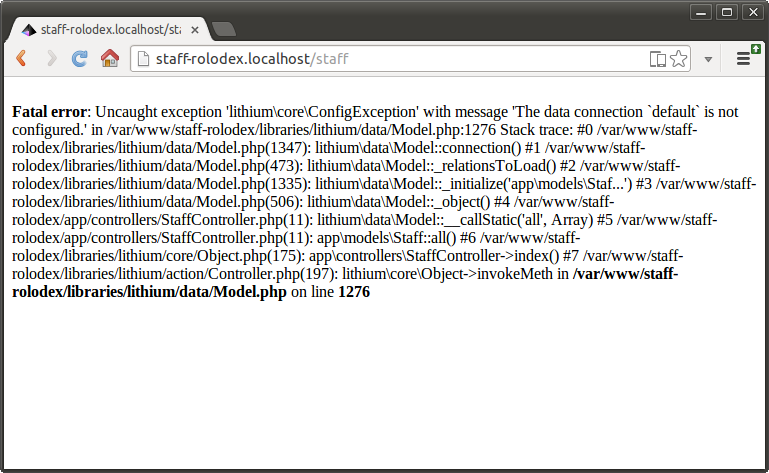 staff-rolodex.localhost/sta
staff-rolodex.localhost/staff
Fatal error: Uncaught exception 'lithium\core\ConfigException' with message 'The data connection `default` is not
configured.' in /var/www/staff-rolodex/libraries/lithium/data/Model.php:1276 Stack trace: #0 /var/www/staff-
rolodex/libraries/lithium/data/Model.php(1347): lithium\data\Model::connection() #1 /var/www/staff-
rolodex/libraries/lithium/data/Model.php(473): lithium\data\Model::_relationsToLoad() #2 /var/www/staff-
rolodex/libraries/lithium/data/Model.php(1335): lithium\data\Model::_initialize('app\models\Staf...') #3 /var/www/staff-
rolodex/libraries/lithium/data/Model.php(506): lithium\data\Model::_object() #4 /var/www/staff-
rolodex/app/controllers/StaffController.php(11): lithium\data\Model::__callStatic('all', Array) #5 /var/www/staff-
rolodex/app/controllers/StaffController.php(11): app\models\Staff::all() #6 /var/www/staff-
rolodex/libraries/lithium/core/Object.php(175): app\controllers\StaffController->index() #7 /var/www/staff-
rolodex/libraries/lithium/action/Controller.php(197): lithium\core\Object->invokeMeth in /var/www/staff-
rolodex/libraries/lithium/data/Model.php on line 1276